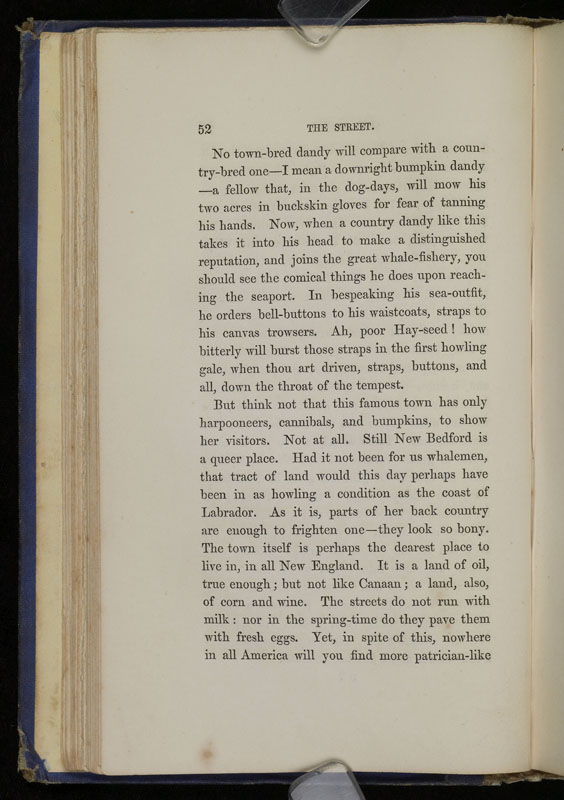 52 THE STREET.
No town-bred dandy will compare with a coun-
try-bred one—I mean a downright bumpkin dandy
—a fellow that, in the dog-days, will mow his
two acres in buckskin gloves for fear of tanning
his hands. Now, when a country dandy like this
takes it into his head to make a distinguished
reputation, and joins the great whale-fishery, you
should see the comical things he does upon reach-
ing the seaport. In bespeaking his sea-outfit,
he orders bell-buttons to his waistcoats, straps to
his canvas trowsers. Ah, poor Hay-seed! how
bitterly will burst those straps in the first howling
gale, when thou art driven, straps, buttons, and
all, down the throat of the tempest.
But think not that this famous town has only
harpooneers, cannibals, and bumpkins, to show
her visitors. Not at all. Still New Bedford is
a queer place. Had it not been for us whalemen,
that tract of land would this day perhaps have
been in as howling a condition as the coast of
Labrador. As it is, parts of her back country
are enough to frighten one—they look so bony.
The town itself is perhaps the dearest place to
live in, in all New England. It is a land of oil,
true enough; but not like Canaan; a land, also,
of corn and wine. The streets do not run with
milk: nor in the spring-time do they pave them
with fresh eggs. Yet, in spite of this, nowhere
in all America will you find more patrician-like